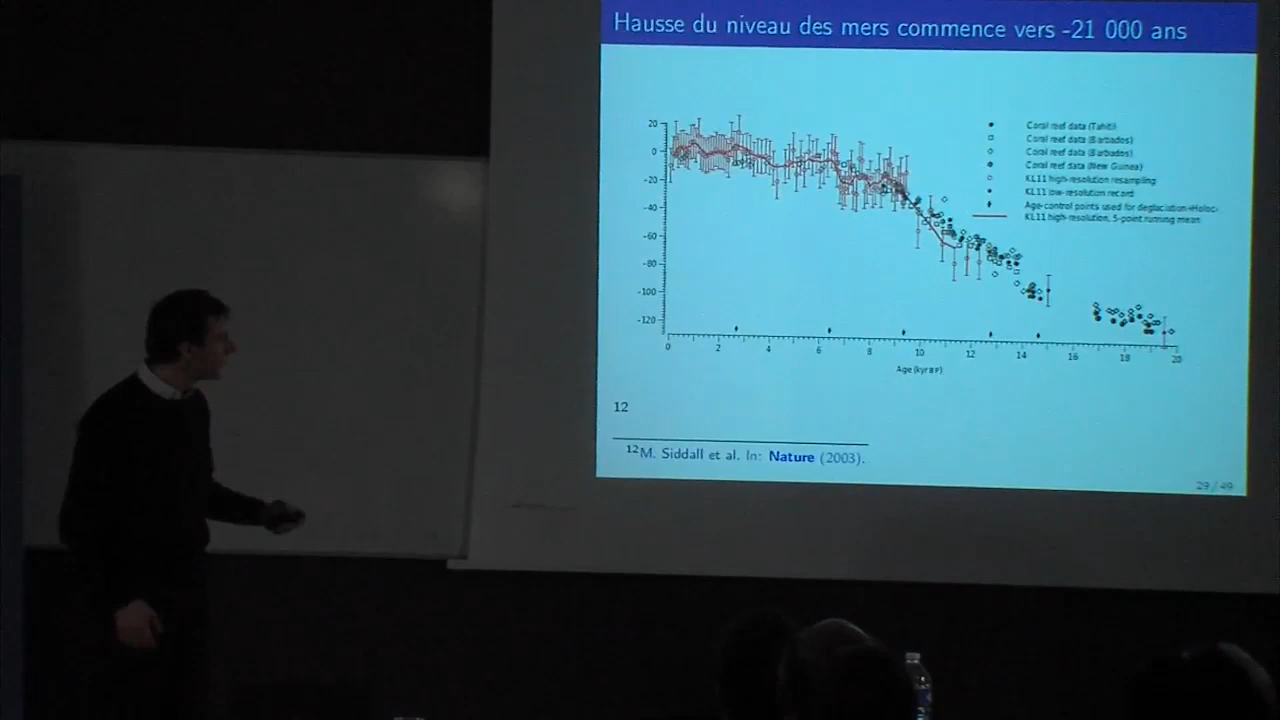 Hausse du niveau des mers commence vers -21 000 ans
Coral reef data (Tahiti)
Coral reef data (Barbados)
Coral reef data (Barbados)
Coral reef data (New Guinea)
KL11 high-resolution resampling
KL11 low-resolution record
Age-control points used for deglaciation-Holoc
KL11 high-resolution, 5-point running mean
20
0
-20
-40
-60
-80
-100
-120
0 2 4 6 8 10 12 14 16 18 20
Age (kyr BP)
12
12M. Siddall et al. In: Nature (2003).
29 / 49